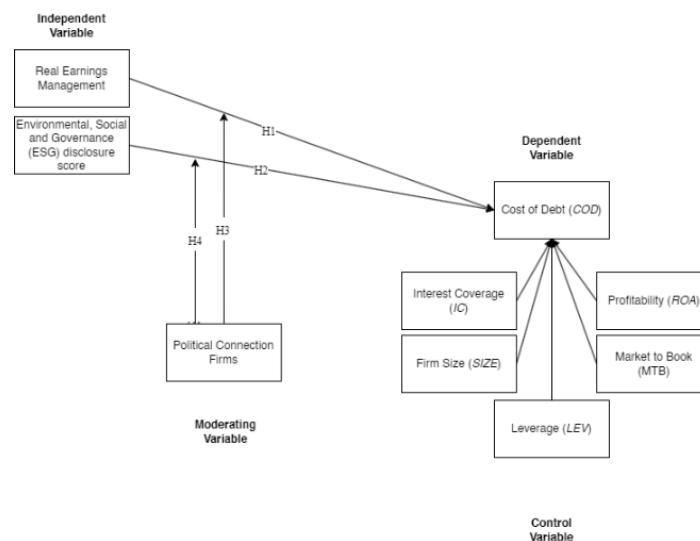 Independent
Variable
Real Earnings
Management
Environmental, Social
and Governance
(ESG) disclosure
score
H1
H2
H3
H4
Dependent
Variable
Cost of Debt (COD)
Interest Coverage
(IC)
Profitability (ROA)
Firm Size (SIZE)
Market to Book
(MTB)
Leverage (LEV)
Political Connection
Firms
Moderating
Variable
Control
Variable